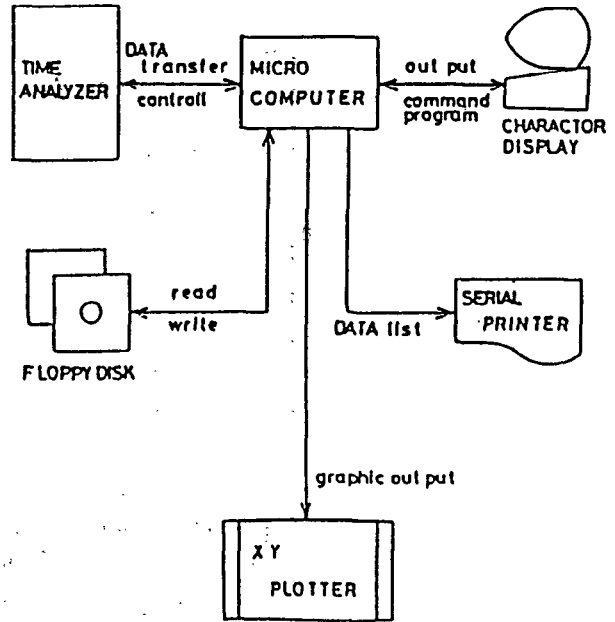 TIME
ANALYZER
DATA
transfer
controll
MICRO
COMPUTER
out put
command
program
CHARACTOR
DISPLAY
read
write
FLOPPY DISK
DATA list
SERIAL
PRINTER
graphic out put
X Y
PLOTTER